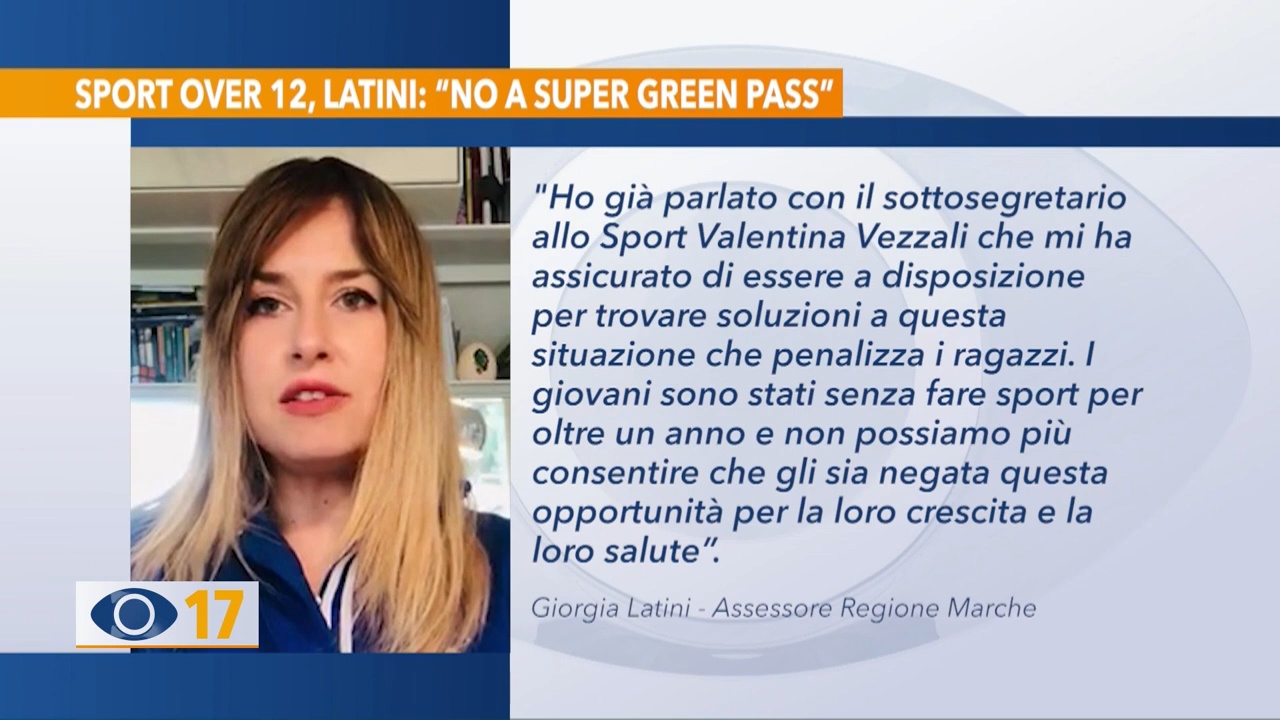 SPORT OVER 12, LATINI: “NO A SUPER GREEN PASS”
"Ho già parlato con il sottosegretario
allo Sport Valentina Vezzali che mi ha
assicurato di essere a disposizione
per trovare soluzioni a questa
situazione che penalizza i ragazzi. I
giovani sono stati senza fare sport per
oltre un anno e non possiamo più
consentire che gli sia negata questa
opportunità per la loro crescita e la
loro salute”.
Giorgia Latini - Assessore Regione Marche
17